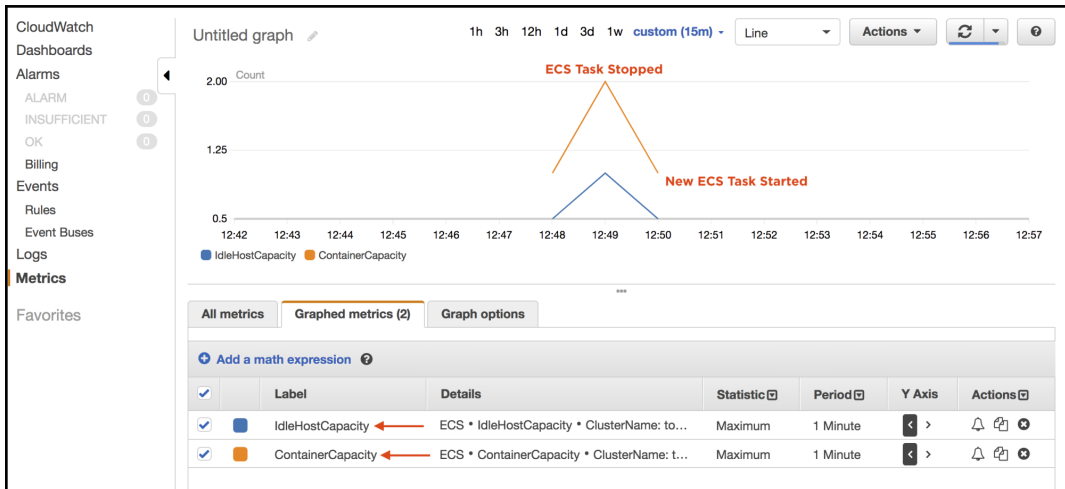 CloudWatch
Dashboards
Alarms
ALARM 0
INSUFFICIENT 0
OK 0
Billing
Events
Rules
Event Buses
Logs
Metrics
Favorites
Untitled graph
1h 3h 12h 1d 3d 1w custom (15m)
Line
Actions
?
Count
ECS Task Stopped
New ECS Task Started
2.00
1.25
0.5
12:42 12:43 12:44 12:45 12:46 12:47 12:48 12:49 12:50 12:51 12:52 12:53 12:54 12:55 12:56 12:57
IdleHostCapacity ContainerCapacity
All metrics Graphed metrics (2) Graph options
Add a math expression ?
Label Details Statistic Period Y Axis Actions
IdleHostCapacity ECS • IdleHostCapacity • ClusterName: to... Maximum 1 Minute < >
ContainerCapacity ECS • ContainerCapacity • ClusterName: t... Maximum 1 Minute < >